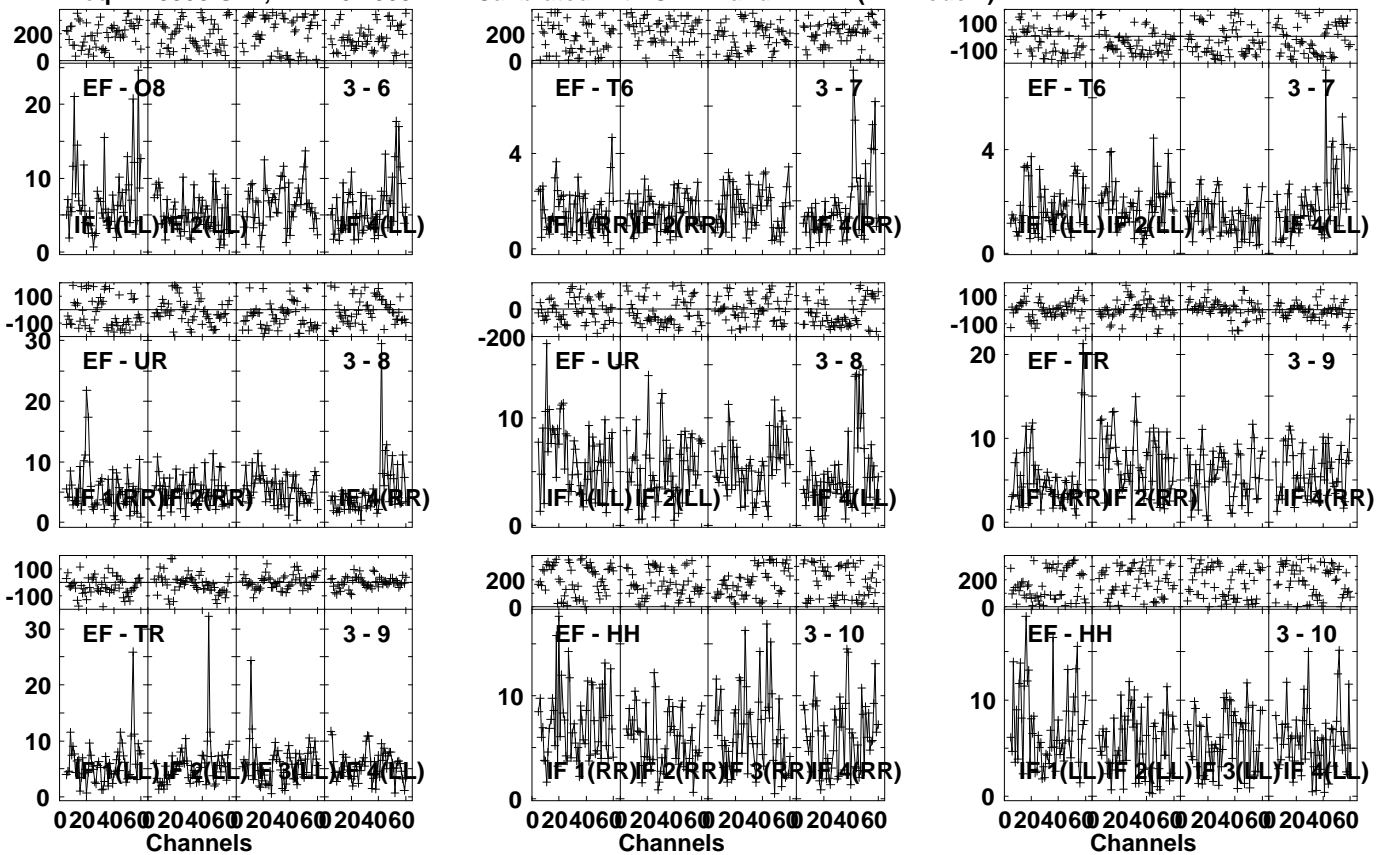 200
0
EF - O8 3 - 6
20
10
0
IF 1(LL) IF 2(LL) IF 4(LL)
EF - T6 3 - 7
4
0
200
0
IF 1(RR) IF 2(RR) IF 4(RR)
100
-100
EF - T6 3 - 7
4
0
IF 1(LL) IF 2(LL) IF 4(LL)
100
-100
30
EF - UR 3 - 8
20
10
0
IF 1(RR) IF 2(RR) IF 4(RR)
0
-200
EF - UR 3 - 8
10
0
IF 1(LL) IF 2(LL) IF 4(LL)
100
-100
EF - TR 3 - 9
20
10
0
IF 1(RR) IF 2(RR) IF 4(RR)
100
-100
30
EF - TR 3 - 9
20
10
0
IF 1(LL) IF 2(LL) IF 3(LL) IF 4(LL)
200
0
EF - HH 3 - 10
10
0
IF 1(RR) IF 2(RR) IF 3(RR) IF 4(RR)
200
0
EF - HH 3 - 10
10
0
IF 1(LL) IF 2(LL) IF 3(LL) IF 4(LL)
0 20 40 60 0 20 40 60 0 20 40 60 0 20 40 60
Channels
0 20 40 60 0 20 40 60 0 20 40 60 0 20 40 60
Channels
0 20 40 60 0 20 40 60 0 20 40 60 0 20 40 60
Channels